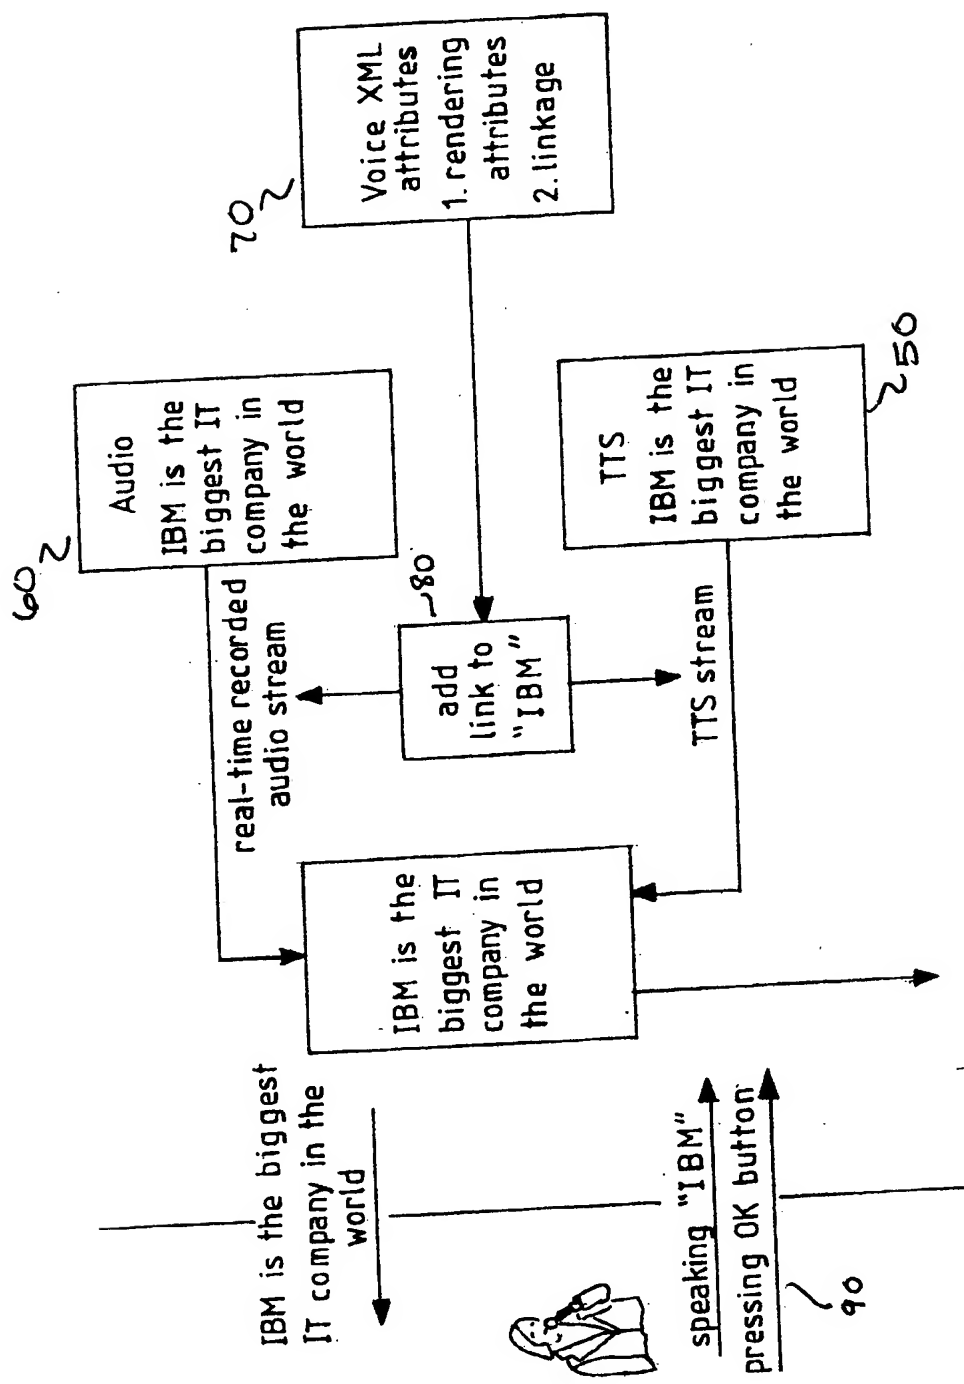 70
Voice XML
attributes
1. rendering
attributes
2. linkage
60
Audio
IBM is the
biggest IT
company in
the world
TTS
IBM is the
biggest IT
company in
the world
50
real-time recorded
audio stream
80
add
link to
"IBM"
TTS stream
IBM is the
biggest IT
company in
the world
IBM is the biggest
IT company in the
world
speaking "IBM"
pressing OK button
90